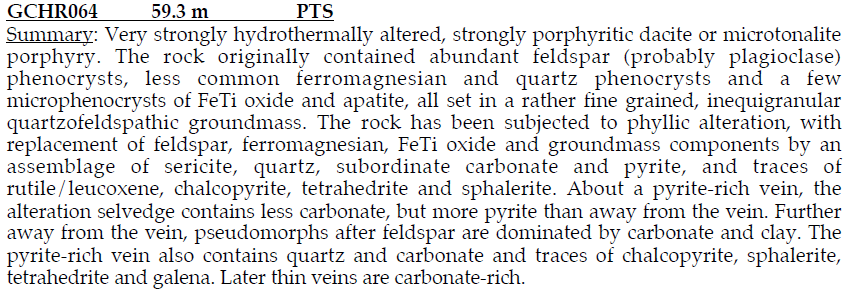 GCHR064 59.3 m PTS
Summary: Very strongly hydrothermally altered, strongly porphyritic dacite or microtonalite
porphyry. The rock originally contained abundant feldspar (probably plagioclase)
phenocrysts, less common ferromagnesian and quartz phenocrysts and a few
microphenocrysts of FeTi oxide and apatite, all set in a rather fine grained, inequigranular
quartzofeldspathic groundmass. The rock has been subjected to phyllic alteration, with
replacement of feldspar, ferromagnesian, FeTi oxide and groundmass components by an
assemblage of sericite, quartz, subordinate carbonate and pyrite, and traces of
rutile/leucoxene, chalcopyrite, tetrahedrite and sphalerite. About a pyrite-rich vein, the
alteration selvedge contains less carbonate, but more pyrite than away from the vein. Further
away from the vein, pseudomorphs after feldspar are dominated by carbonate and clay. The
pyrite-rich vein also contains quartz and carbonate and traces of chalcopyrite, sphalerite,
tetrahedrite and galena. Later thin veins are carbonate-rich.